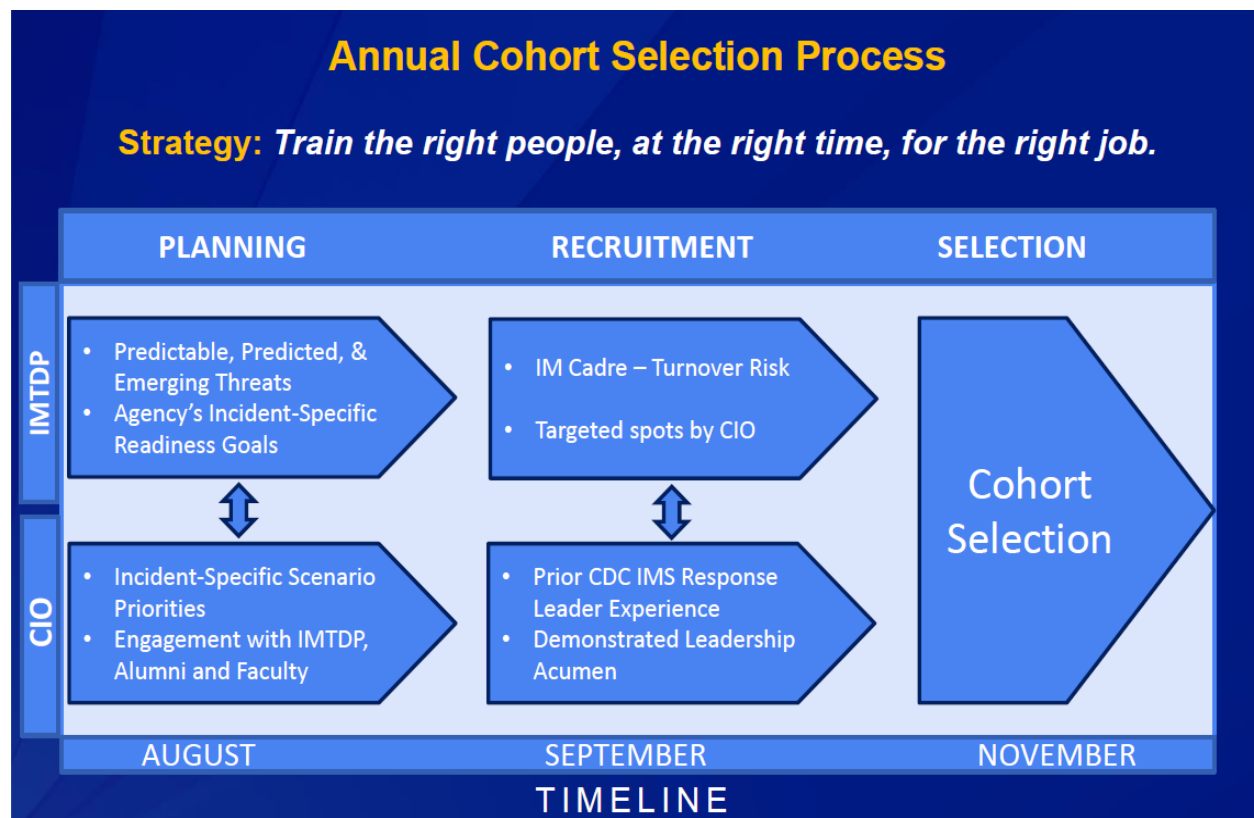 Annual Cohort Selection Process
Strategy: Train the right people, at the right time, for the right job.
PLANNING
RECRUITMENT
SELECTION
IMTDP
• Predictable, Predicted, &
Emerging Threats
• Agency’s Incident-Specific
Readiness Goals
• IM Cadre – Turnover Risk
• Targeted spots by CIO
Cohort
Selection
CIO
• Incident-Specific Scenario
Priorities
• Engagement with IMTDP,
Alumni and Faculty
• Prior CDC IMS Response
Leader Experience
• Demonstrated Leadership
Acumen
AUGUST
SEPTEMBER
NOVEMBER
TIMELINE